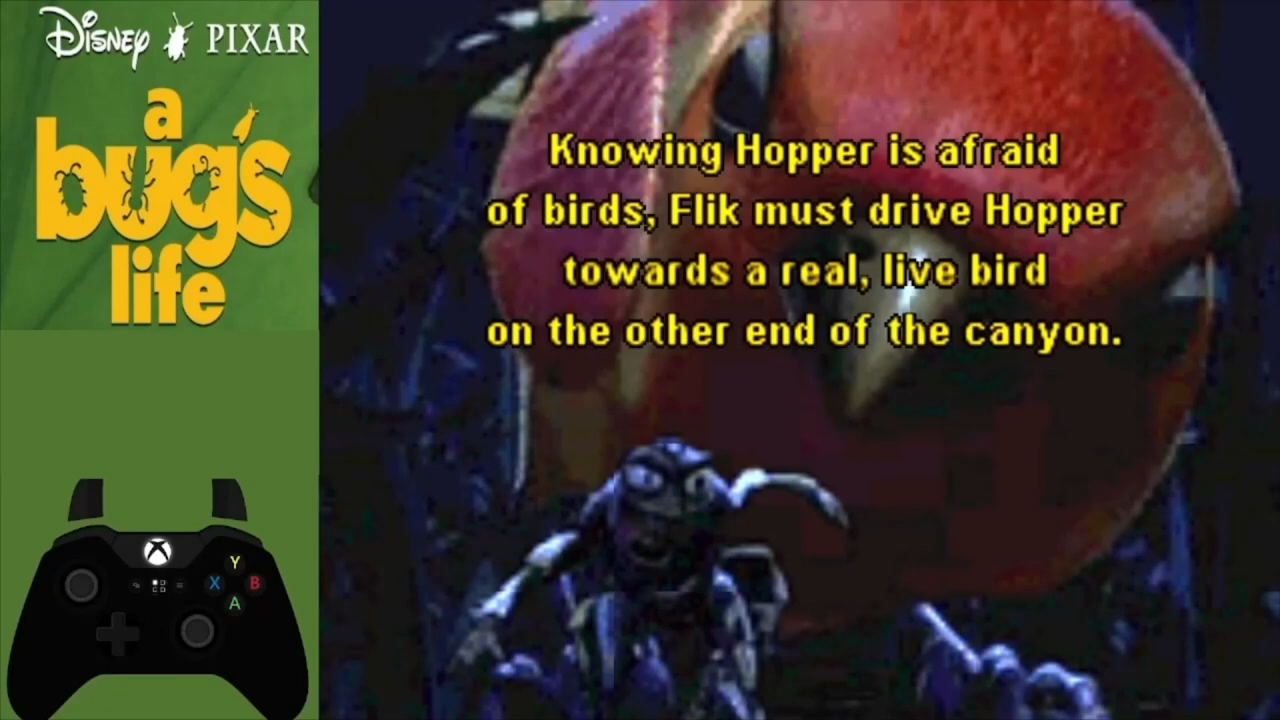 Disney PIXAR
a
bug's
life
Knowing Hopper is afraid
of birds, Flik must drive Hopper
towards a real, live bird
on the other end of the canyon.
Y
X B
A